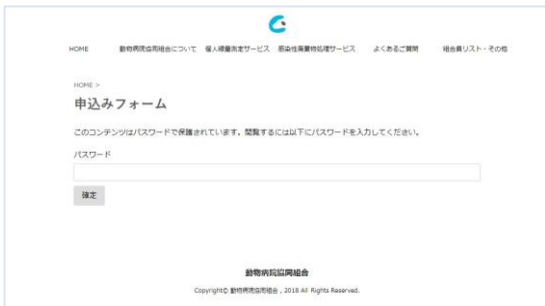 HOME 動物病院協同組合について 個人線量測定サービス 感染性廃棄物処理サービス よくあるご質問 組合員リスト・その他
HOME >
申込みフォーム
このコンテンツはパスワードで保護されています。閲覧するには以下にパスワードを入力してください。
パスワード
確定
動物病院協同組合
Copyright© 動物病院協同組合 , 2018 All Rights Reserved.